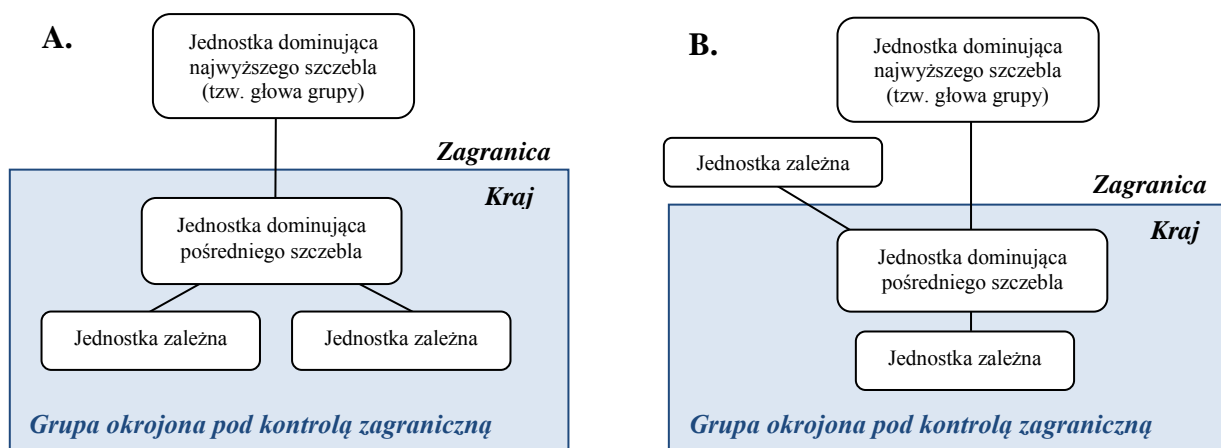 A.
Jednostka dominująca
najwyższego szczebla
(tzw. głowa grupy)
Zagranica
Kraj
Jednostka dominująca
pośredniego szczebla
Jednostka zależna
Jednostka zależna
Grupa okrojona pod kontrolą zagraniczną
B.
Jednostka dominująca
najwyższego szczebla
(tzw. głowa grupy)
Jednostka zależna
Zagranica
Kraj
Jednostka dominująca
pośredniego szczebla
Jednostka zależna
Grupa okrojona pod kontrolą zagraniczną